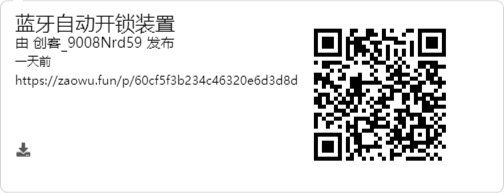 蓝牙自动开锁装置
由 创客_9008Nrd59 发布
一天前
https://zaowu.fun/p/60cf5f3b234c46320e6d3d8d